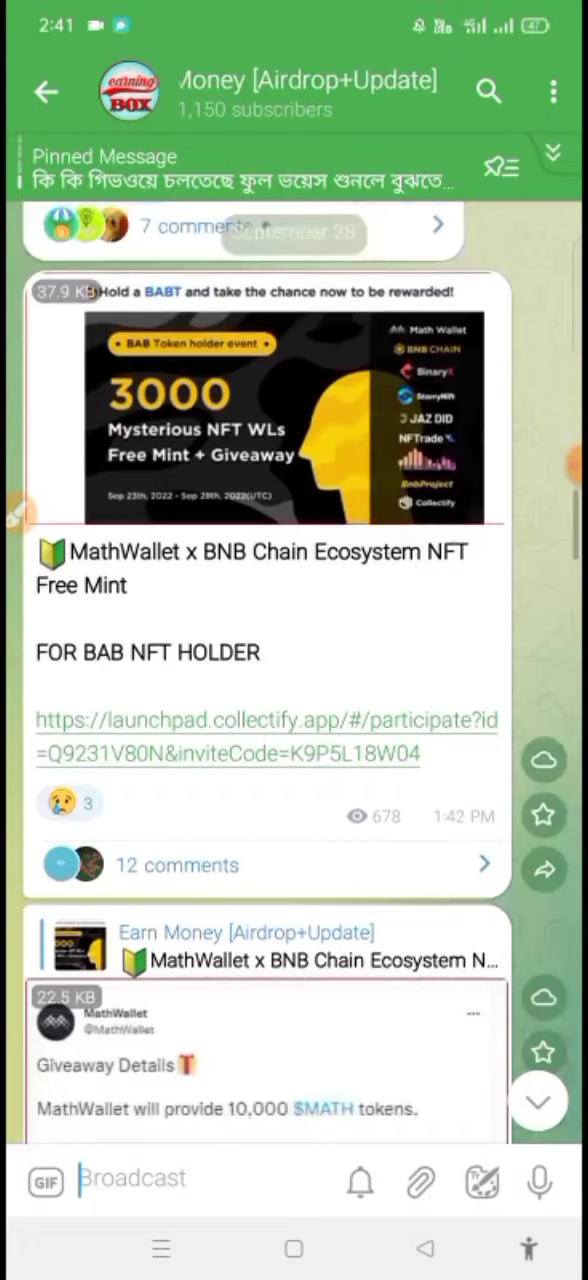 2:41
47
earning
BOX
Money [Airdrop+Update]
1,150 subscribers
Pinned Message
কি কি গিভওয়ে চলতেছে ফুল ভয়েস শুনলে বুঝতে...
7 comments
September 28
37.9 KB
Hold a BABT and take the chance now to be rewarded!
• BAB Token holder event •
3000
Mysterious NFT WLs
Free Mint + Giveaway
Sep 23th, 2022 - Sep 28th, 2022(UTC)
Math Wallet
BNB CHAIN
BinaryX
StarryNift
JAZ DID
NFTrade
BnbProject
Collectify
🔰MathWallet x BNB Chain Ecosystem NFT
Free Mint
FOR BAB NFT HOLDER
https://launchpad.collectify.app/#/participate?id
=Q9231V80N&inviteCode=K9P5L18W04
😢 3
678 1:42 PM
12 comments
Earn Money [Airdrop+Update]
🔰MathWallet x BNB Chain Ecosystem N...
22.5 KB
MathWallet
@MathWallet
...
Giveaway Details🎁
MathWallet will provide 10,000 $MATH tokens.
GIF
Broadcast